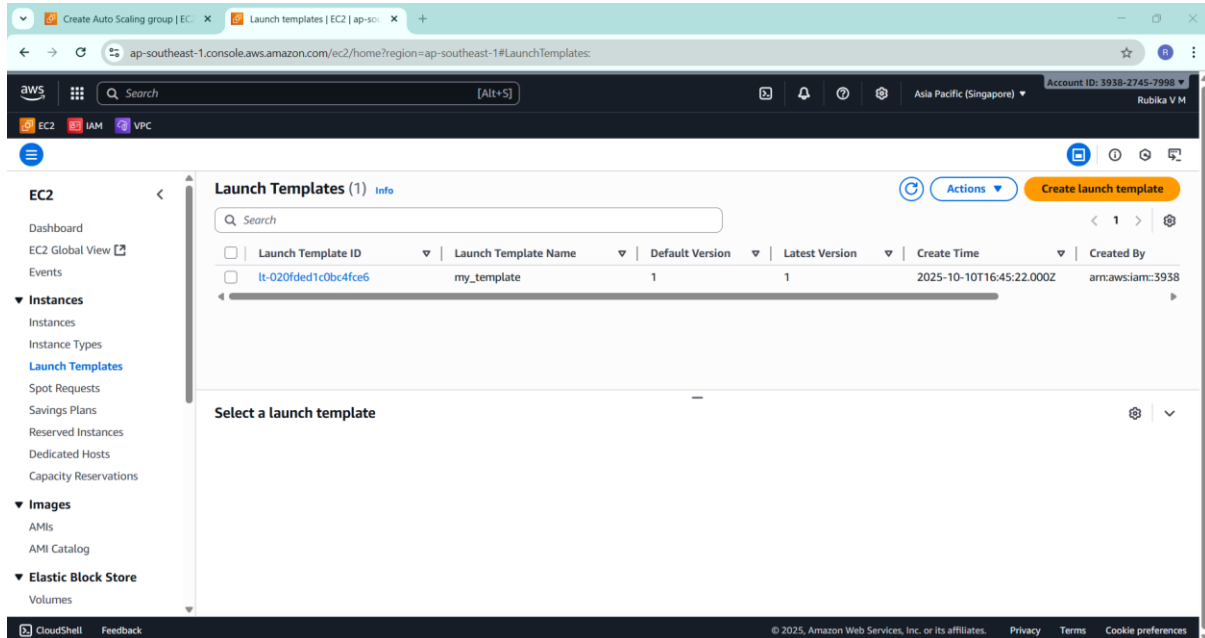 Create Auto Scaling group | EC
Launch templates | EC2 | ap-sou
ap-southeast-1.console.aws.amazon.com/ec2/home?region=ap-southeast-1#LaunchTemplates:
R
aws
Search [Alt+S]
Asia Pacific (Singapore)
Account ID: 3938-2745-7998
Rubika V M
EC2 IAM VPC
EC2
Dashboard
EC2 Global View
Events
Instances
Instances
Instance Types
Launch Templates
Spot Requests
Savings Plans
Reserved Instances
Dedicated Hosts
Capacity Reservations
Images
AMIs
AMI Catalog
Elastic Block Store
Volumes
Launch Templates (1) Info
Actions
Create launch template
Search
1
Launch Template ID Launch Template Name Default Version Latest Version Create Time Created By
lt-020fded1c0bc4fce6 my_template 1 1 2025-10-10T16:45:22.000Z arn:aws:iam::3938
Select a launch template
CloudShell Feedback © 2025, Amazon Web Services, Inc. or its affiliates. Privacy Terms Cookie preferences